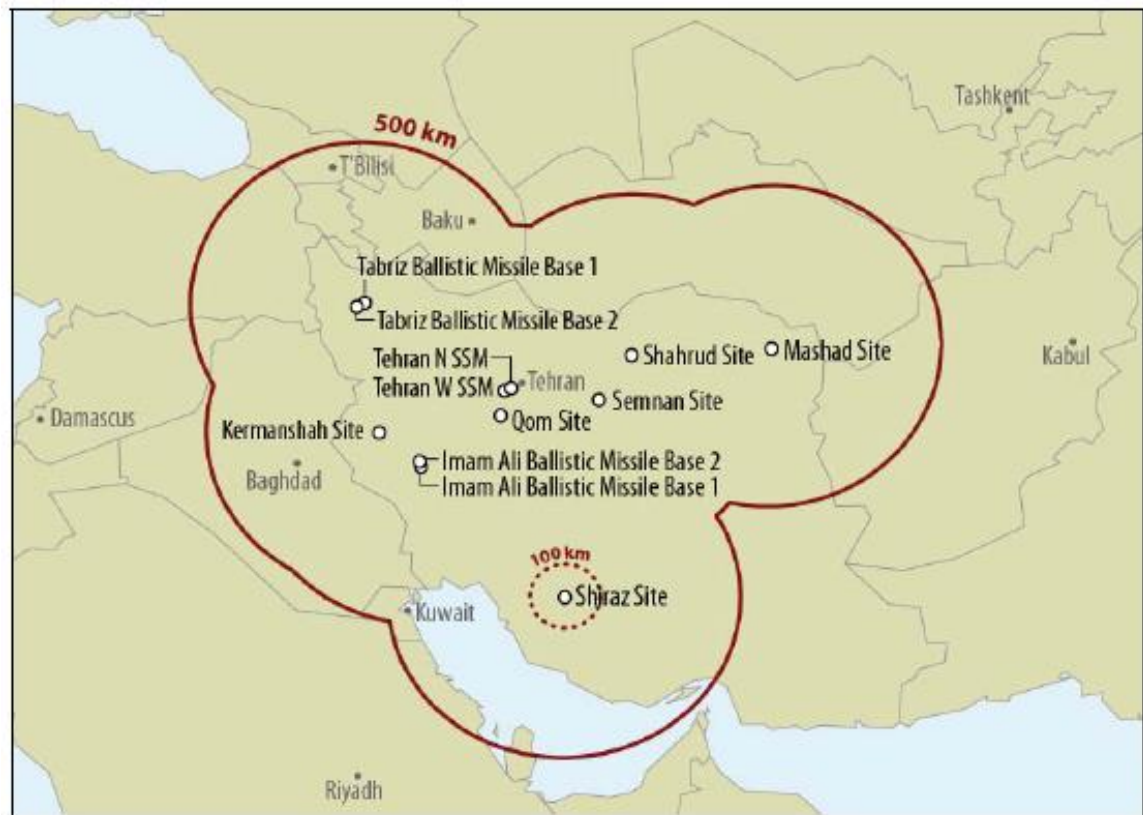 Tashkent
500 km
T'Bilisi
Baku
Tabriz Ballistic Missile Base 1
Tabriz Ballistic Missile Base 2
Tehran N SSM
Tehran
Tehran W SSM
Shahrud Site
Mashad Site
Kabul
Semnan Site
Qom Site
Damascus
Kermanshah Site
Baghdad
Imam Ali Ballistic Missile Base 2
Imam Ali Ballistic Missile Base 1
100 km
Shiraz Site
Kuwait
Riyadh